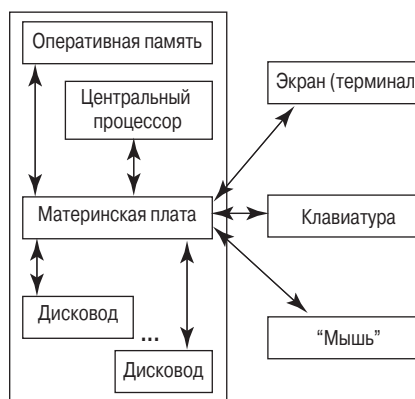 Оперативная память
Центральный
процессор
Материнская плата
Дисковод
...
Дисковод
Экран (терминал
Клавиатура
“Мышь”